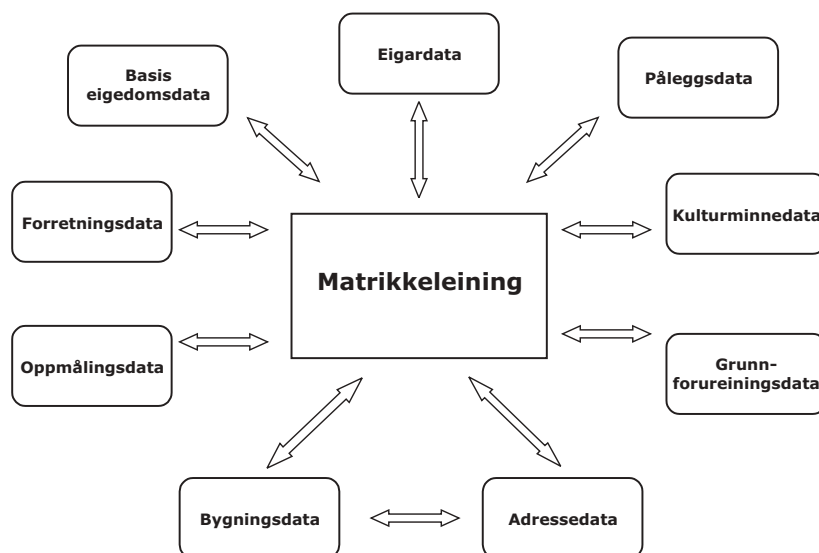 Eigardata
Basis
eigedomsdata
Påleggsdata
Forretningsdata
Kulturminnedata
Matrikkeleining
Oppmålingsdata
Grunn-
forureiningsdata
Bygningsdata
Adressedata